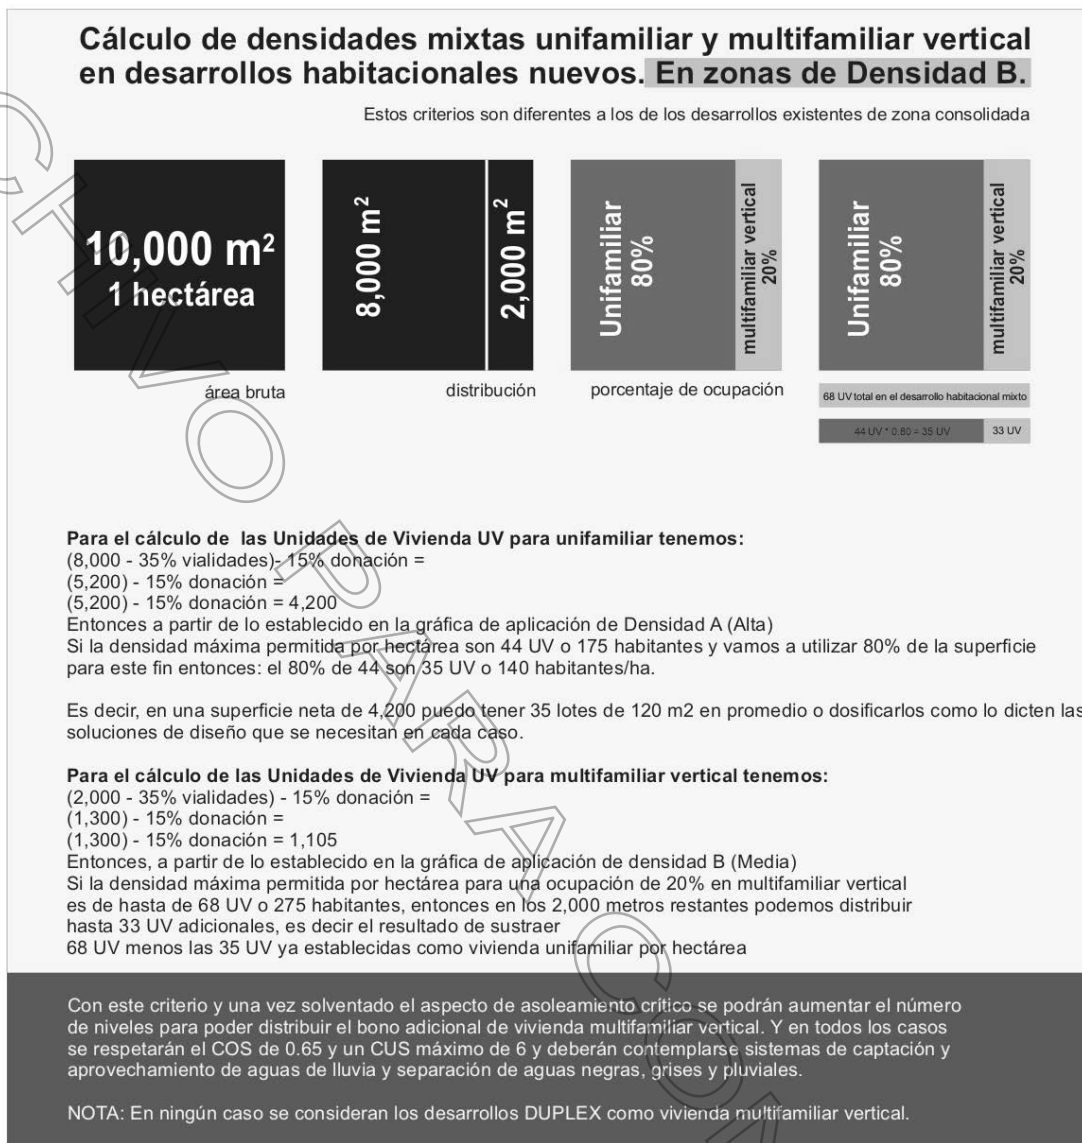 Cálculo de densidades mixtas unifamiliar y multifamiliar vertical
en desarrollos habitacionales nuevos. En zonas de Densidad B.
Estos criterios son diferentes a los de los desarrollos existentes de zona consolidada
10,000 m²
1 hectárea
área bruta
8,000 m²
2,000 m²
distribución
Unifamiliar
80%
multifamiliar vertical
20%
porcentaje de ocupación
Unifamiliar
80%
multifamiliar vertical
20%
68 UV total en el desarrollo habitacional mixto
44 UV * 0.80 = 35 UV
33 UV
Para el cálculo de las Unidades de Vivienda UV para unifamiliar tenemos:
(8,000 - 35% vialidades)- 15% donación =
(5,200) - 15% donación =
(5,200) - 15% donación = 4,200
Entonces a partir de lo establecido en la gráfica de aplicación de Densidad A (Alta)
Si la densidad máxima permitida por hectárea son 44 UV o 175 habitantes y vamos a utilizar 80% de la superficie
para este fin entonces: el 80% de 44 son 35 UV o 140 habitantes/ha.
Es decir, en una superficie neta de 4,200 puedo tener 35 lotes de 120 m2 en promedio o dosificarlos como lo dicten las
soluciones de diseño que se necesitan en cada caso.
Para el cálculo de las Unidades de Vivienda UV para multifamiliar vertical tenemos:
(2,000 - 35% vialidades) - 15% donación =
(1,300) - 15% donación =
(1,300) - 15% donación = 1,105
Entonces, a partir de lo establecido en la gráfica de aplicación de densidad B (Media)
Si la densidad máxima permitida por hectárea para una ocupación de 20% en multifamiliar vertical
es de hasta de 68 UV o 275 habitantes, entonces en los 2,000 metros restantes podemos distribuir
hasta 33 UV adicionales, es decir el resultado de sustraer
68 UV menos las 35 UV ya establecidas como vivienda unifamiliar por hectárea
Con este criterio y una vez solventado el aspecto de asoleamiento crítico se podrán aumentar el número
de niveles para poder distribuir el bono adicional de vivienda multifamiliar vertical. Y en todos los casos
se respetarán el COS de 0.65 y un CUS máximo de 6 y deberán contemplarse sistemas de captación y
aprovechamiento de aguas de lluvia y separación de aguas negras, grises y pluviales.
NOTA: En ningún caso se consideran los desarrollos DUPLEX como vivienda multifamiliar vertical.
CHIVO PARA CON